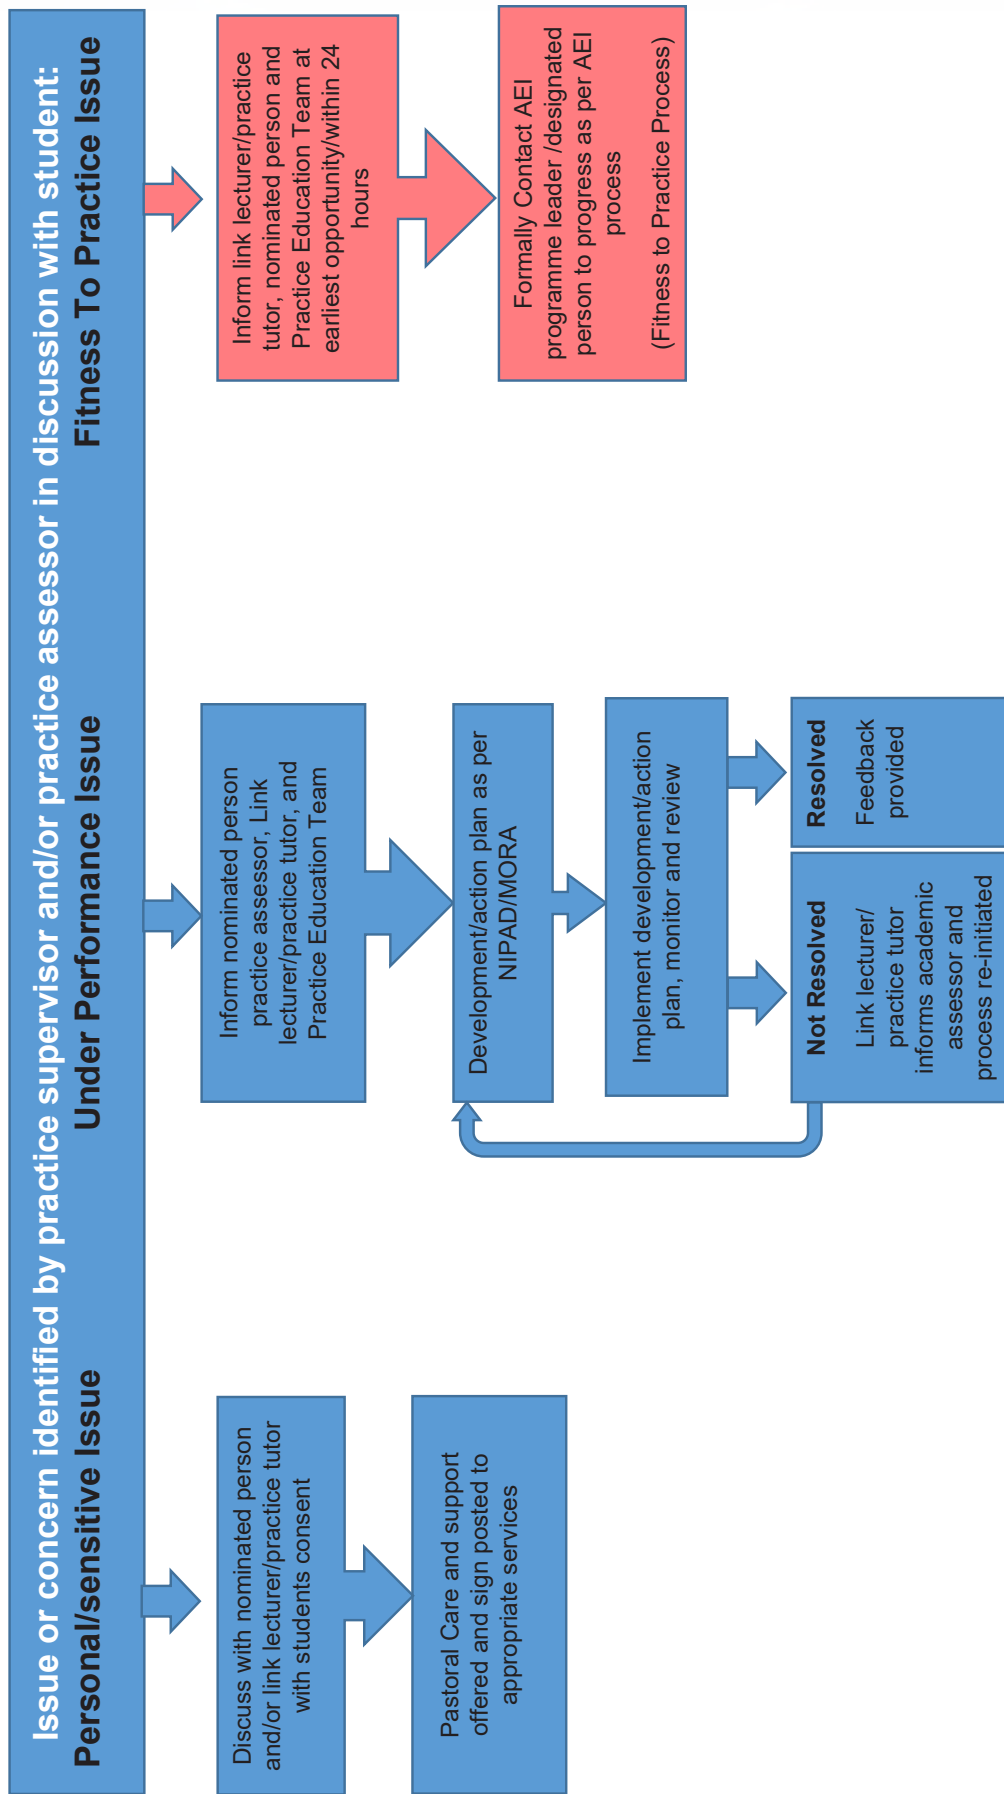 Issue or concern identified by practice supervisor and/or practice assessor in discussion with student:
Personal/sensitive Issue
Under Performance Issue
Fitness To Practice Issue
Discuss with nominated person
and/or link lecturer/practice tutor
with students consent
Pastoral Care and support
offered and sign posted to
appropriate services
Inform nominated person
practice assessor, Link
lecturer/practice tutor, and
Practice Education Team
Development/action plan as per
NIPAD/MORA
Implement development/action
plan, monitor and review
Not Resolved
Link lecturer/
practice tutor
informs academic
assessor and
process re-initiated
Resolved
Feedback
provided
Inform link lecturer/practice
tutor, nominated person and
Practice Education Team at
earliest opportunity/within 24
hours
Formally Contact AEI
programme leader /designated
person to progress as per AEI
process
(Fitness to Practice Process)